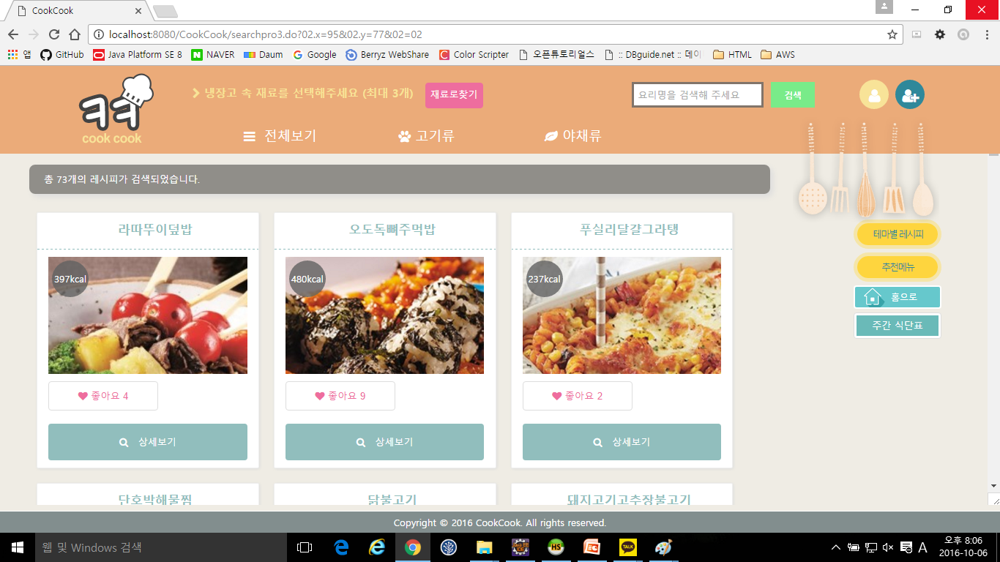 CookCook
localhost:8080/CookCook/searchpro3.do?02.x=95&02.y=77&02=02
앱 GitHub Java Platform SE 8 NAVER Daum Google Berryz WebShare Color Scripter 오픈튜토리얼스 :: DBguide.net :: 데이 HTML AWS
쿡쿡
cook cook
냉장고 속 재료를 선택해주세요 (최대 3개) 재료로찾기 요리명을 검색해 주세요 검색
전체보기 고기류 야채류
총 73개의 레시피가 검색되었습니다.
라따뚜이덮밥 오도독뼈주먹밥 푸실리달걀그라탱
397kcal 480kcal 237kcal
좋아요 4 좋아요 9 좋아요 2
상세보기 상세보기 상세보기
단호박해물찜 닭불고기 돼지고기고추장불고기
테마별 레시피
추천메뉴
홈으로
주간 식단표
Copyright © 2016 CookCook. All rights reserved.
웹 및 Windows 검색
JAVA EE
IDE
HS
TALK
A
오후 8:06
2016-10-06